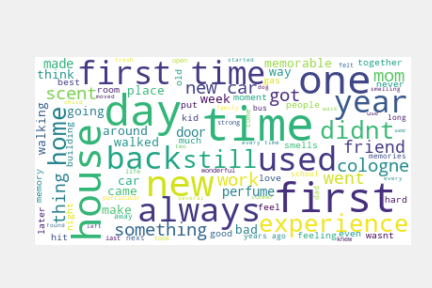 made
think
first time
new car
memorable
way
together
mom
never
one
year
best
scent
room
place
old
week
got
moment
people
going
day
time
didnt
put
bus
long
walking
home
building
around
walked
kid
door
much
strong
smells
friend
memories
house
back
still
used
cologne
thing
car
came
new
work
perfume
love
went
life
school
every
memory
night
make
away
always
first
feel
hard
experience
later
hit
something
good
bad
feeling
even
wasnt
last
next
years ago
left
wonderful
every time
started
felt
open
smelling
moved
dog
gas